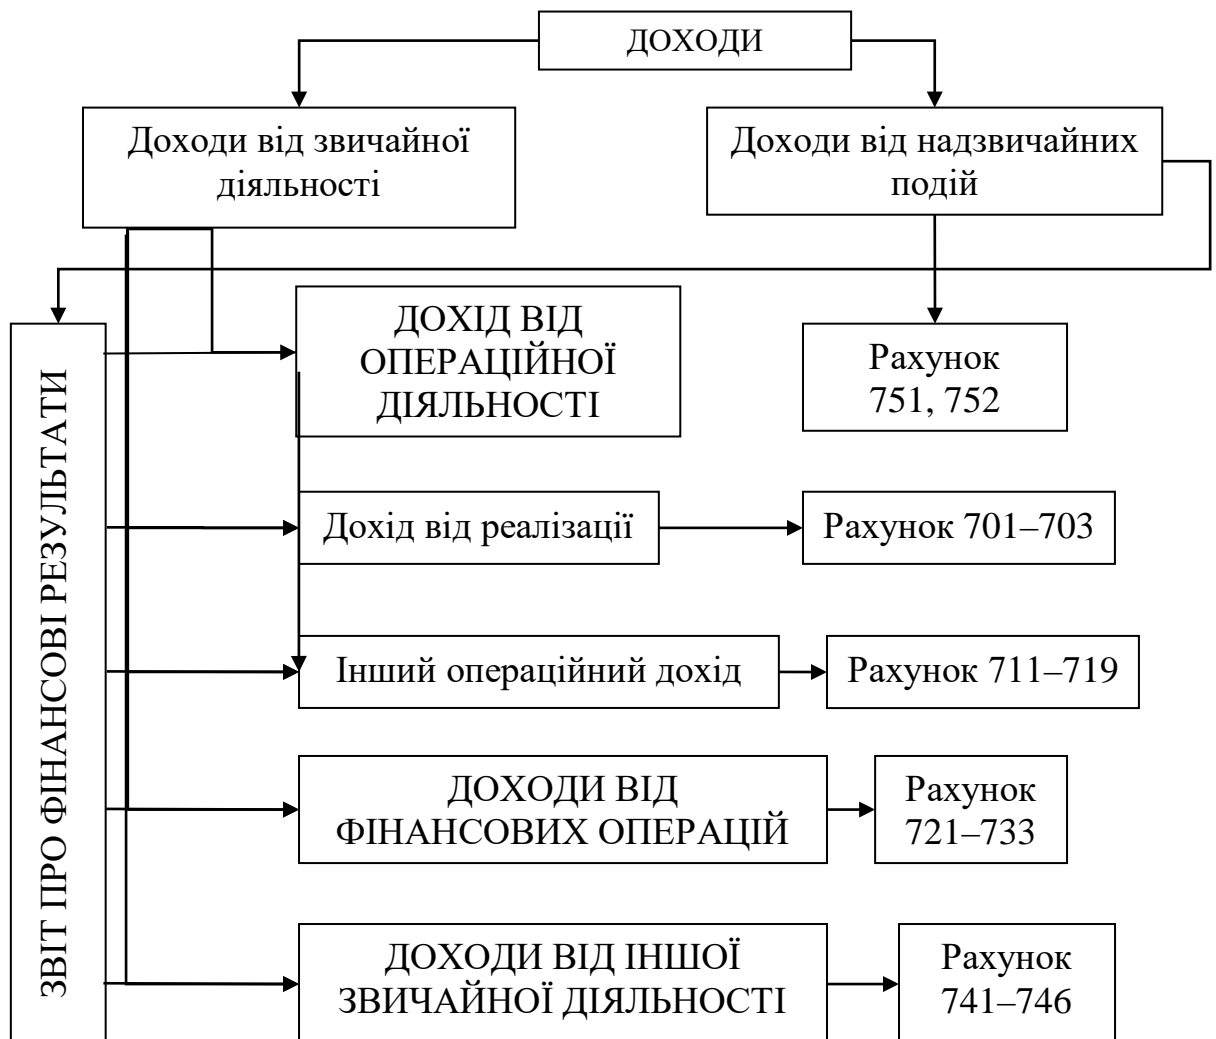 ДОХОДИ
Доходи від звичайної
діяльності
Доходи від надзвичайних
подій
ЗВІТ ПРО ФІНАНСОВІ РЕЗУЛЬТАТИ
ДОХІД ВІД
ОПЕРАЦІЙНОЇ
ДІЯЛЬНОСТІ
Рахунок
751, 752
Дохід від реалізації
Рахунок 701–703
Інший операційний дохід
Рахунок 711–719
ДОХОДИ ВІД
ФІНАНСОВИХ ОПЕРАЦІЙ
Рахунок
721–733
ДОХОДИ ВІД ІНШОЇ
ЗВИЧАЙНОЇ ДІЯЛЬНОСТІ
Рахунок
741–746